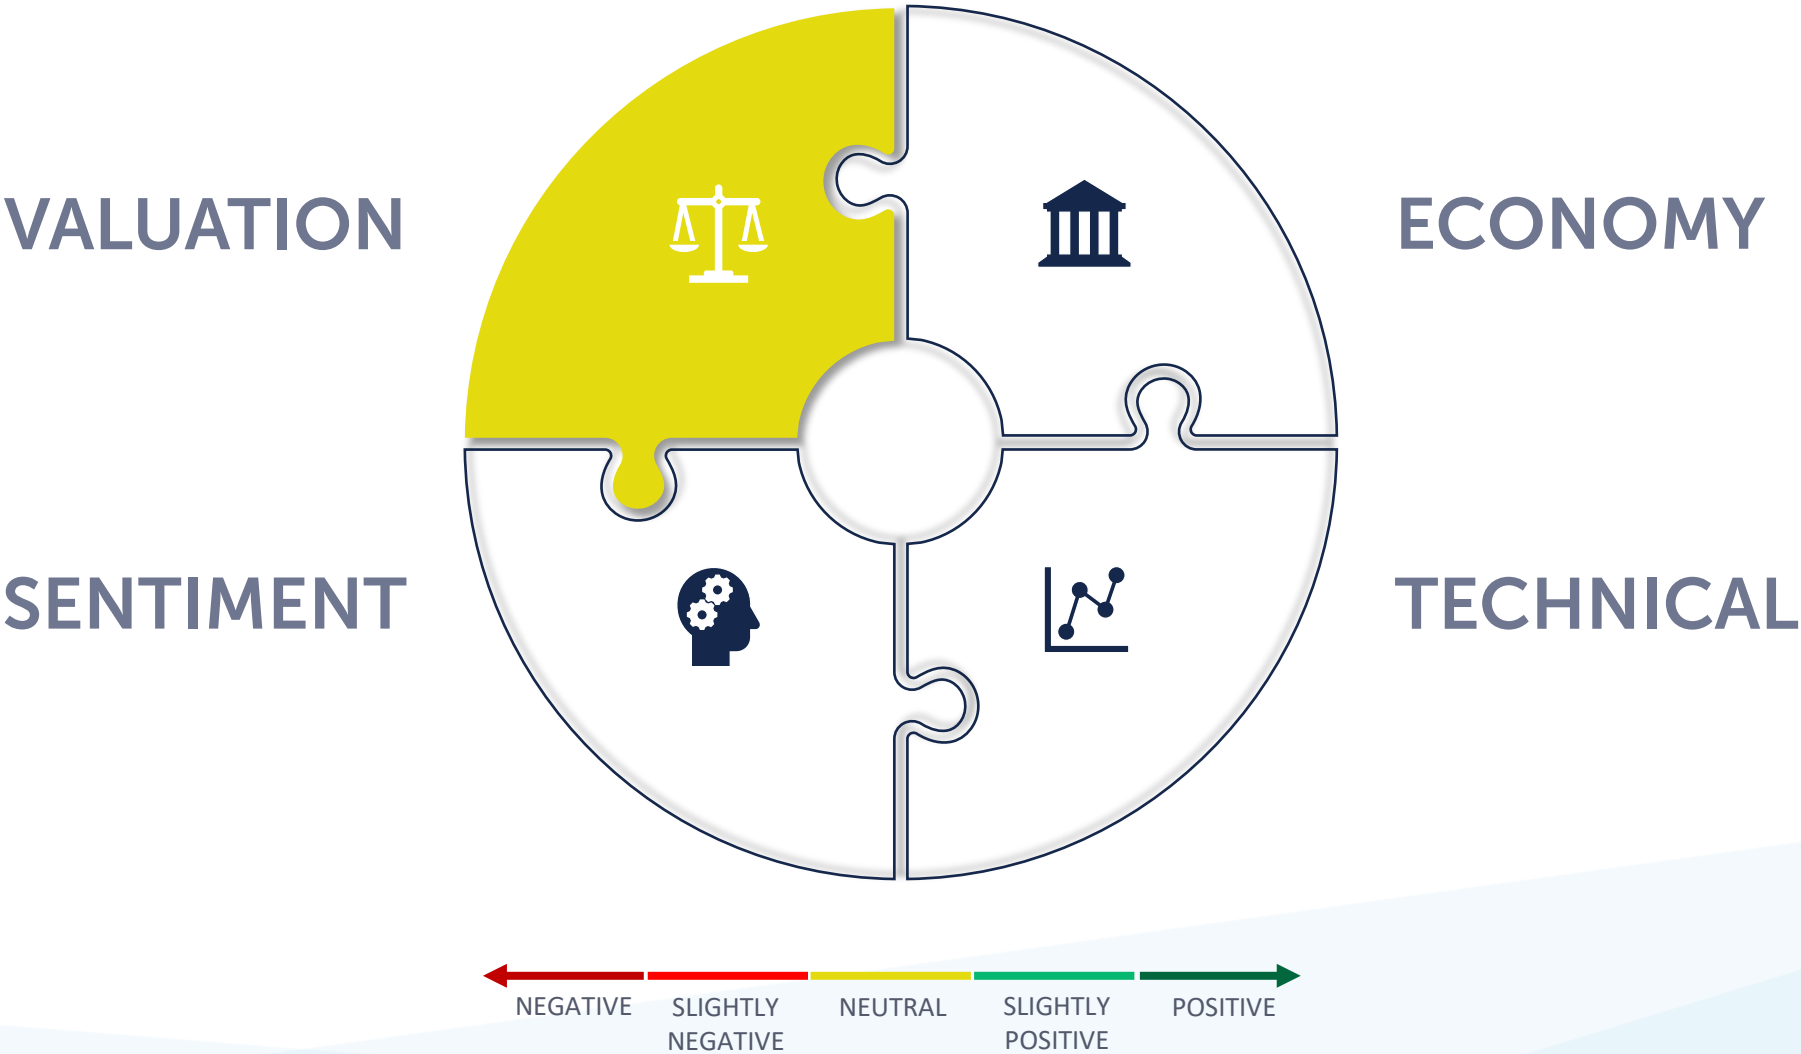 VALUATION
ECONOMY
SENTIMENT
TECHNICAL
NEGATIVE
SLIGHTLY
NEGATIVE
NEUTRAL
SLIGHTLY
POSITIVE
POSITIVE